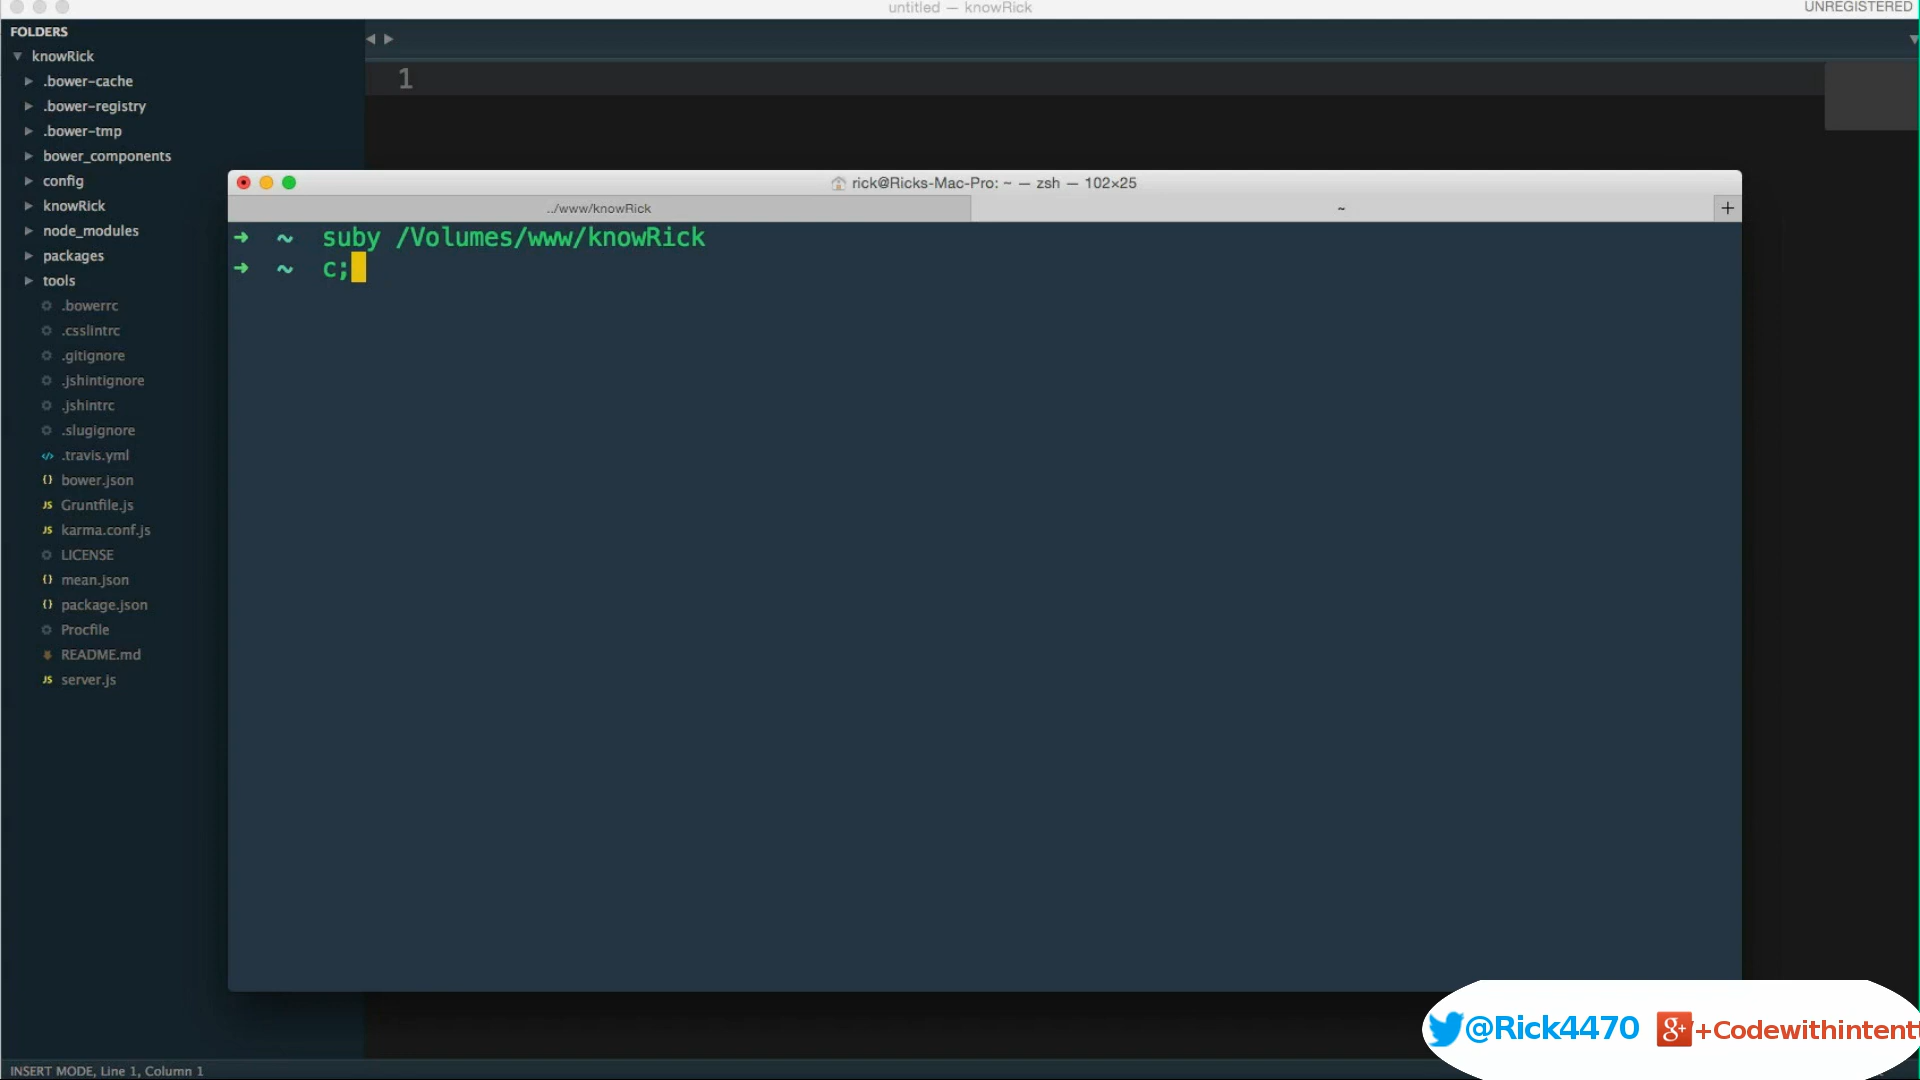 untitled — knowRick
UNREGISTERED
FOLDERS
knowRick
.bower-cache
.bower-registry
.bower-tmp
bower_components
config
knowRick
node_modules
packages
tools
.bowerrc
.csslintrc
.gitignore
.jshintignore
.jshintrc
.slugignore
.travis.yml
bower.json
Gruntfile.js
karma.conf.js
LICENSE
mean.json
package.json
Procfile
README.md
server.js
1
rick@Ricks-Mac-Pro: ~ — zsh — 102×25
../www/knowRick
~
➜ ~ suby /Volumes/www/knowRick
➜ ~ c;
@Rick4470 g+ +Codewithintent
INSERT MODE, Line 1, Column 1